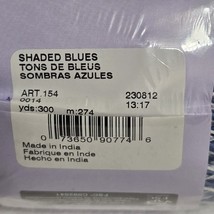 SHADED BLUES
TONS DE BLEUS
SOMBRAS AZULES
ART.154 230812
0014 13:17
yds:300 m:274
0 73650 90774 6
Made in India
Fabrique en Inde
Hecho en India